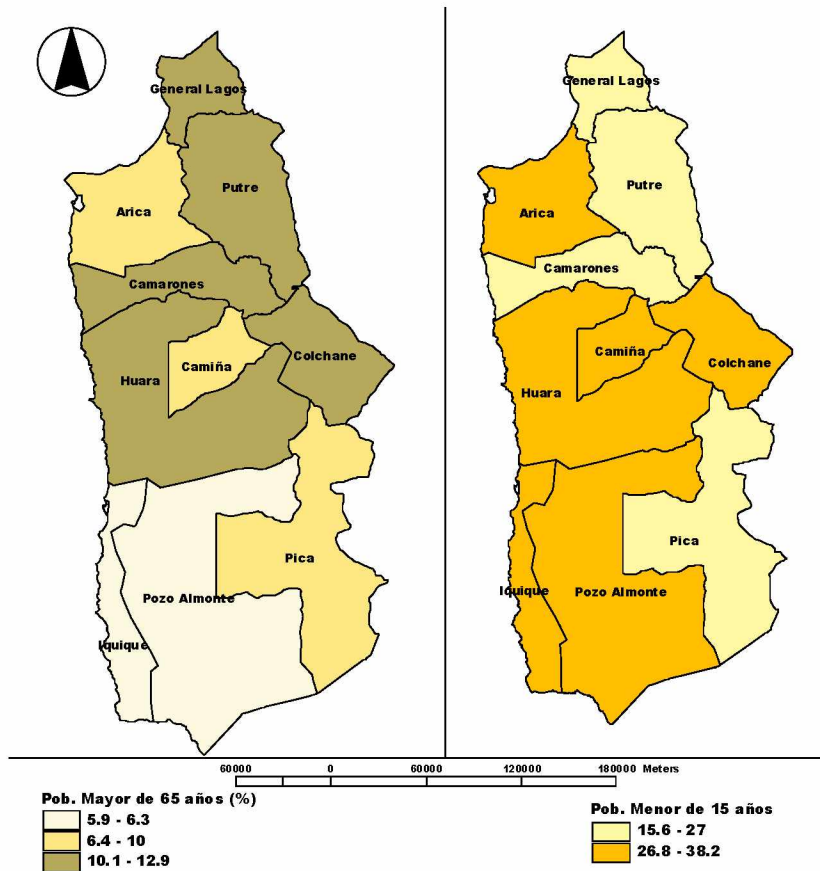 General Lagos
Putre
Arica
Camarones
Colchane
Camiña
Huara
Pica
Pozo Almonte
Iquique
General Lagos
Putre
Arica
Camarones
Camiña
Colchane
Huara
Pica
Iquique
Pozo Almonte
60000 0 60000 120000 180000 Meters
Pob. Mayor de 65 años (%)
5.9 - 6.3
6.4 - 10
10.1 - 12.9
Pob. Menor de 15 años
15.6 - 27
26.8 - 38.2